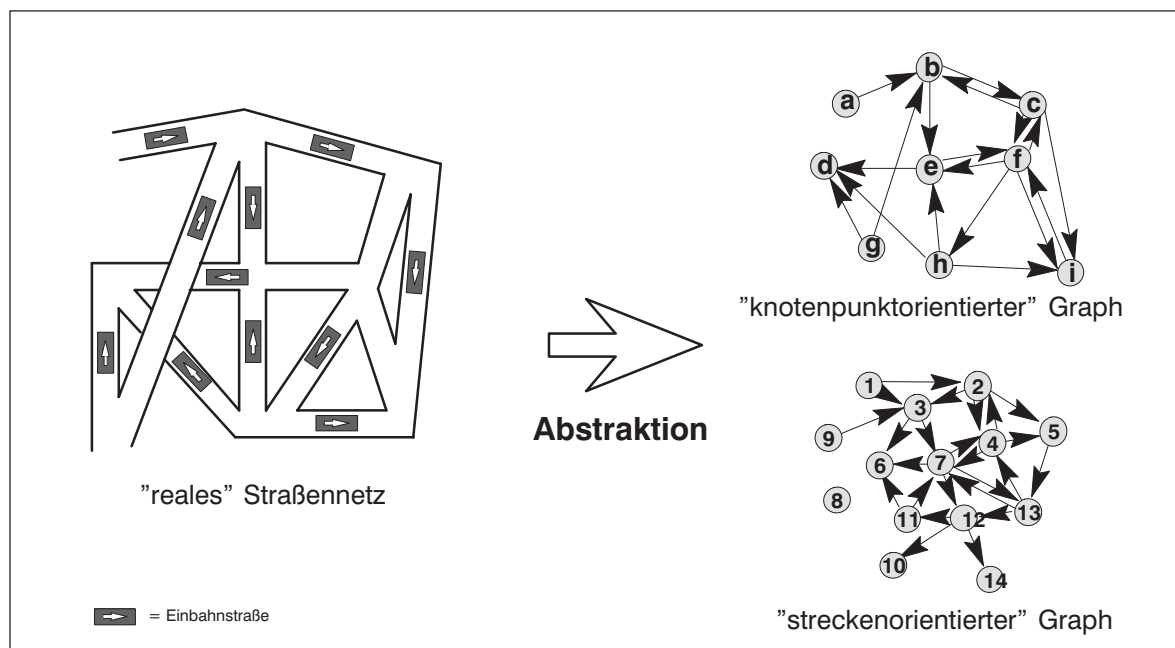 b
a
c
d
e
f
g
h
i
”knotenpunktorientierter” Graph
Abstraktion
1
2
3
4
5
9
6
7
8
11
12
13
10
14
”reales” Straßennetz
= Einbahnstraße
”streckenorientierter” Graph